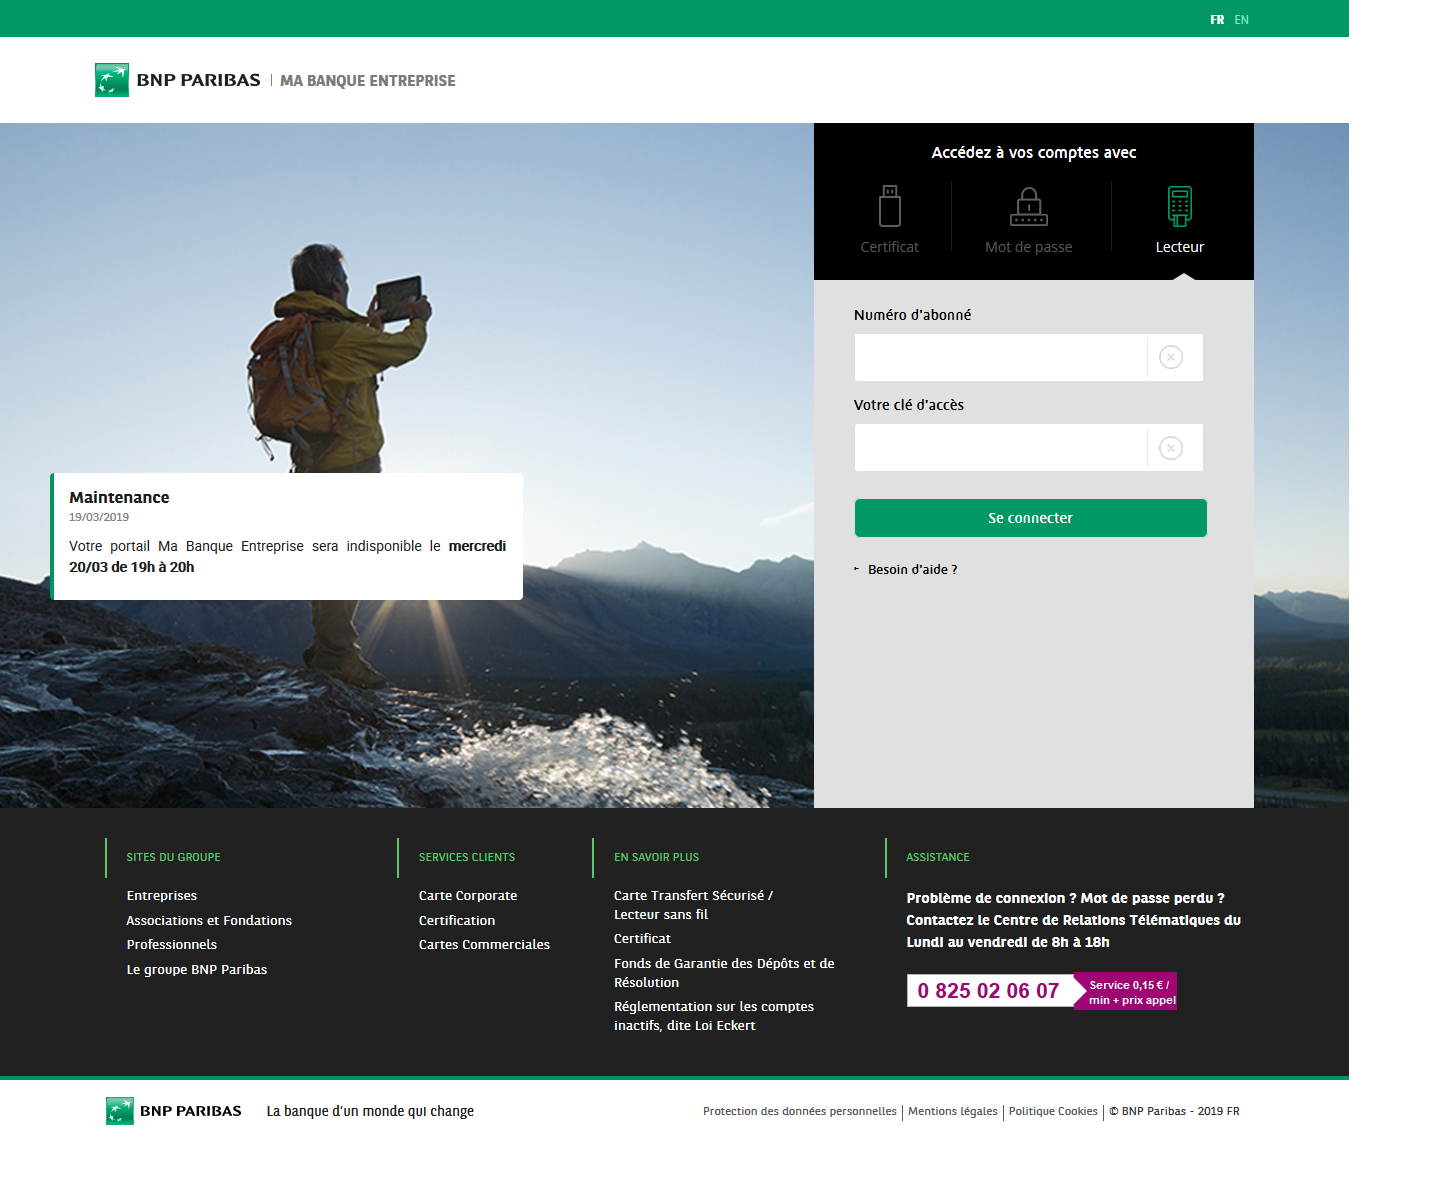 FR EN
BNP PARIBAS | MA BANQUE ENTREPRISE
Accédez à vos comptes avec
Certificat
Mot de passe
Lecteur
Numéro d'abonné
Votre clé d'accès
Se connecter
Besoin d'aide ?
Maintenance
19/03/2019
Votre portail Ma Banque Entreprise sera indisponible le mercredi
20/03 de 19h à 20h
SITES DU GROUPE
Entreprises
Associations et Fondations
Professionnels
Le groupe BNP Paribas
SERVICES CLIENTS
Carte Corporate
Certification
Cartes Commerciales
EN SAVOIR PLUS
Carte Transfert Sécurisé /
Lecteur sans fil
Certificat
Fonds de Garantie des Dépôts et de
Résolution
Réglementation sur les comptes
inactifs, dite Loi Eckert
ASSISTANCE
Problème de connexion ? Mot de passe perdu ?
Contactez le Centre de Relations Télématiques du
Lundi au vendredi de 8h à 18h
0 825 02 06 07
Service 0,15 € /
min + prix appel
BNP PARIBAS
La banque d'un monde qui change
Protection des données personnelles | Mentions légales | Politique Cookies | © BNP Paribas - 2019 FR